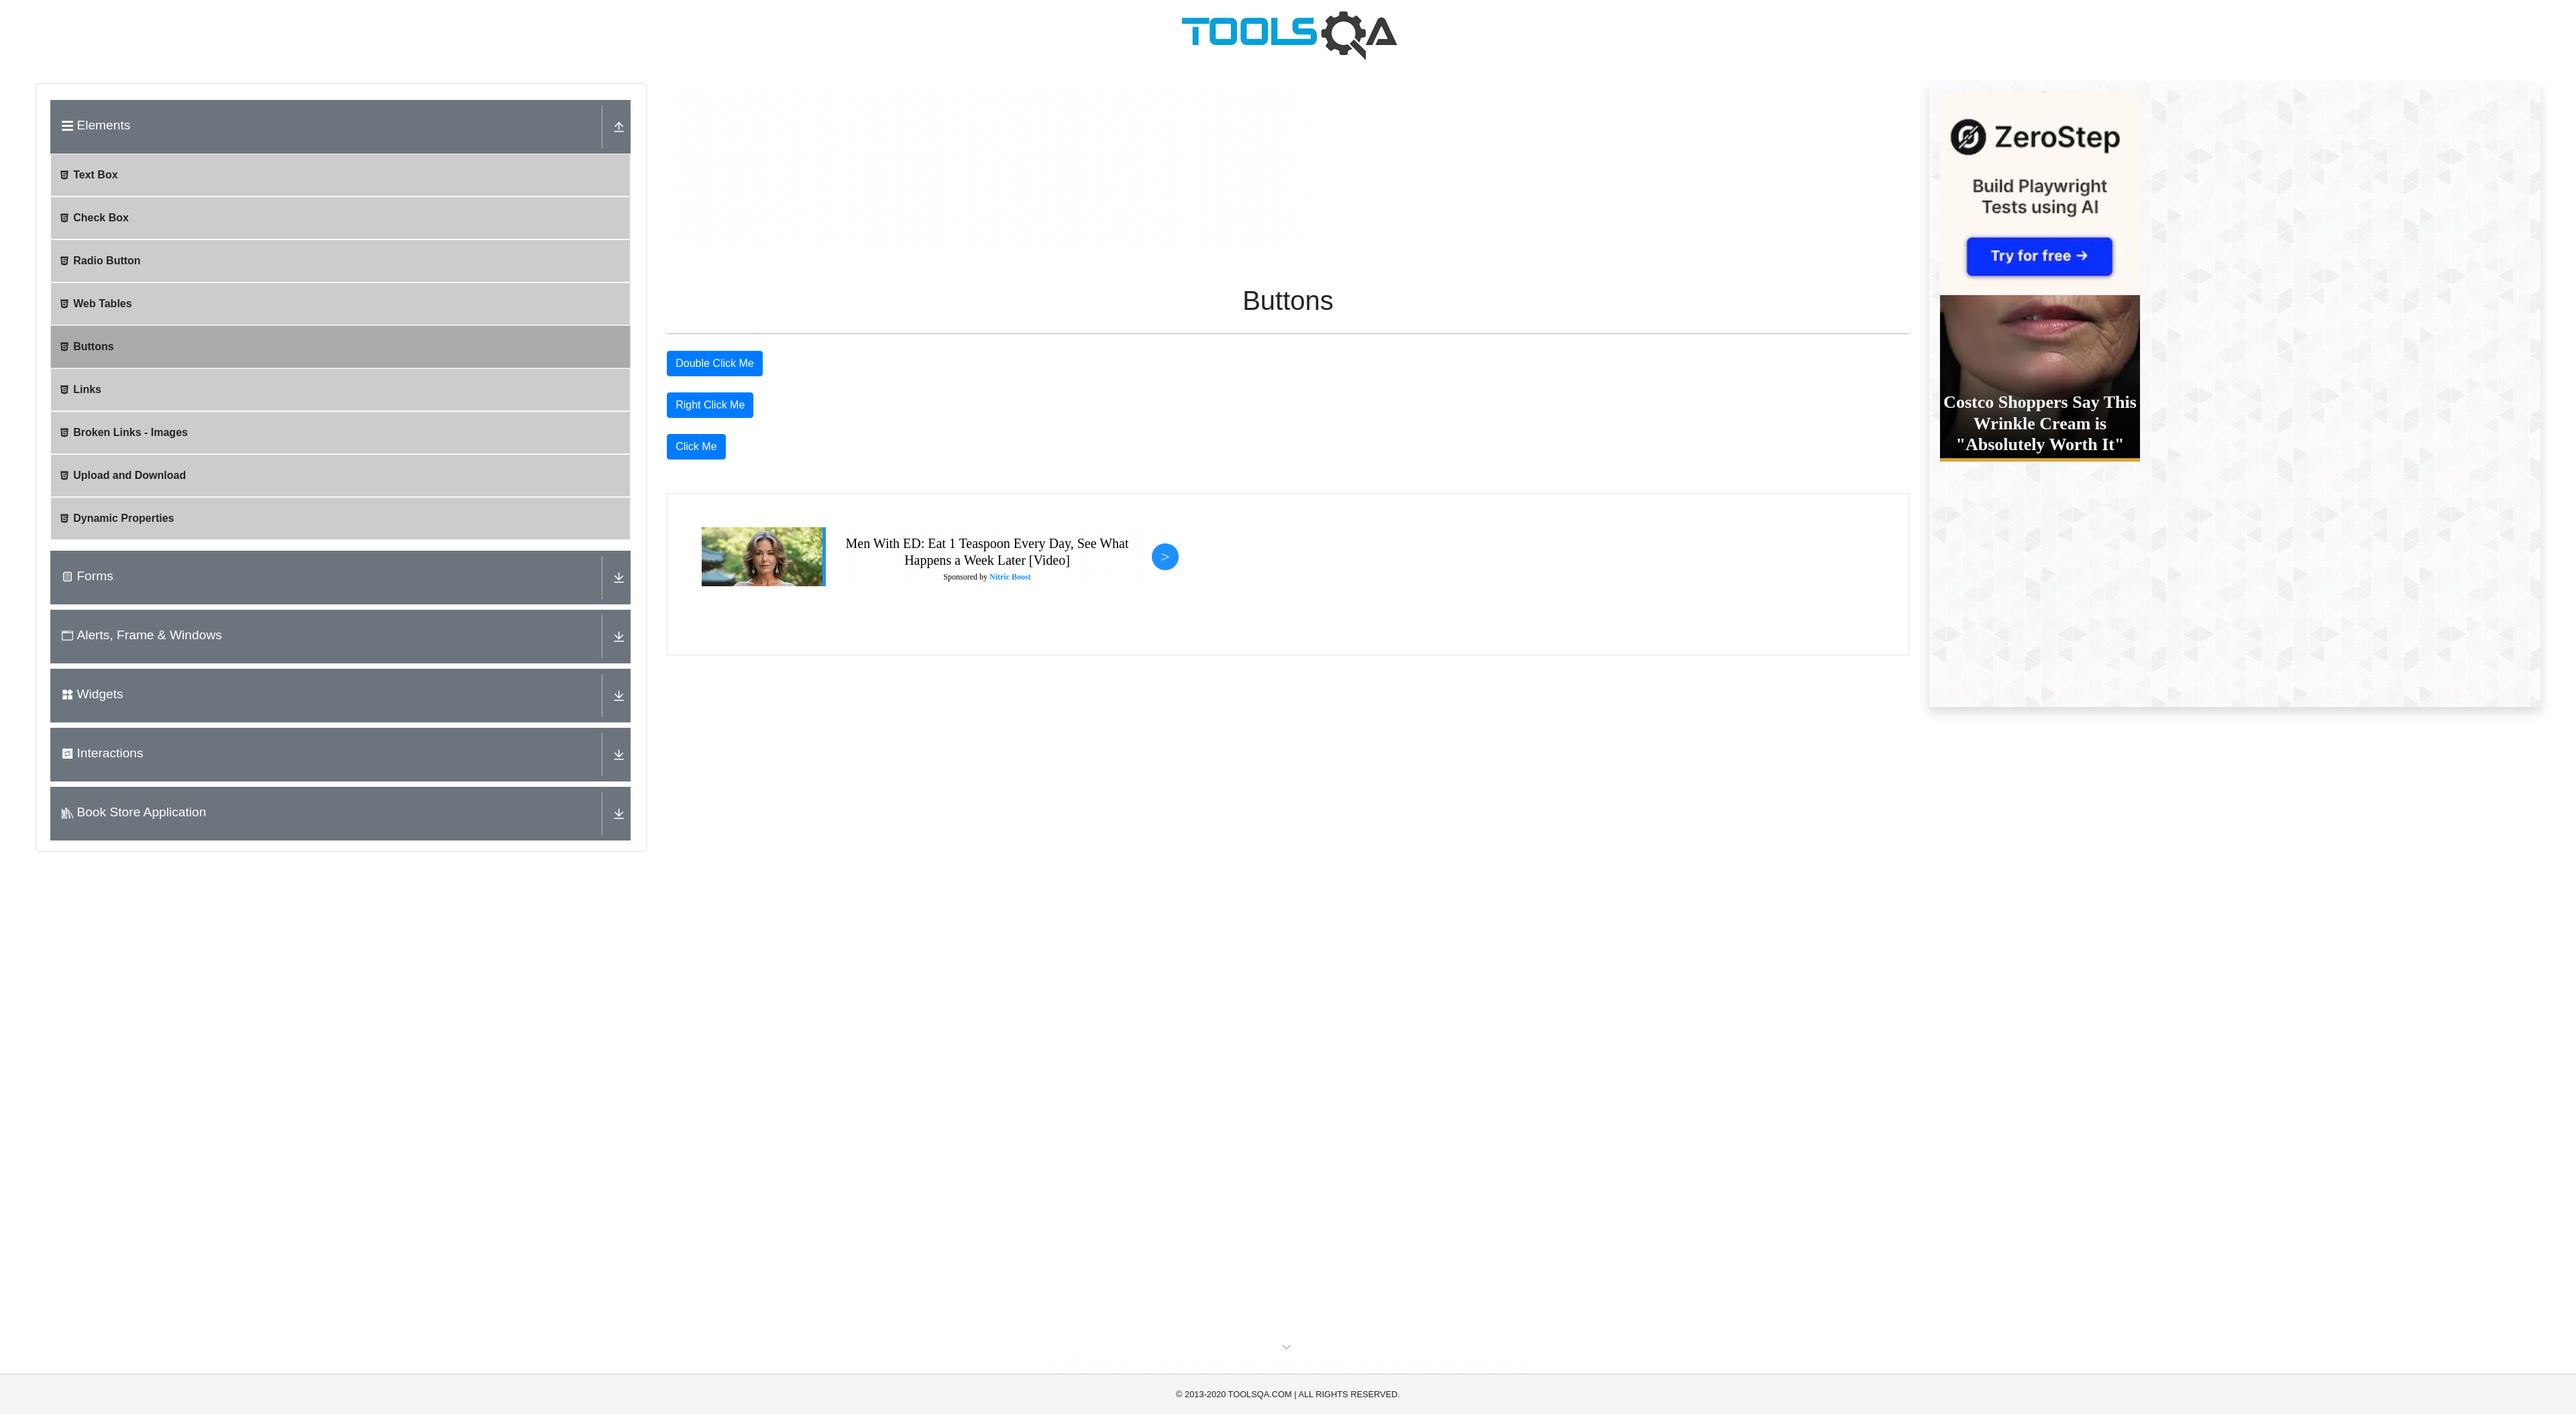 TOOLSQA
Elements
Text Box
Check Box
Radio Button
Web Tables
Buttons
Links
Broken Links - Images
Upload and Download
Dynamic Properties
Forms
Alerts, Frame & Windows
Widgets
Interactions
Book Store Application
Buttons
Double Click Me
Right Click Me
Click Me
Men With ED: Eat 1 Teaspoon Every Day, See What
Happens a Week Later [Video]
Sponsored by Nitric Boost
>
ZeroStep
Build Playwright
Tests using AI
Try for free →
Costco Shoppers Say This
Wrinkle Cream is
"Absolutely Worth It"
© 2013-2020 TOOLSQA.COM | ALL RIGHTS RESERVED.